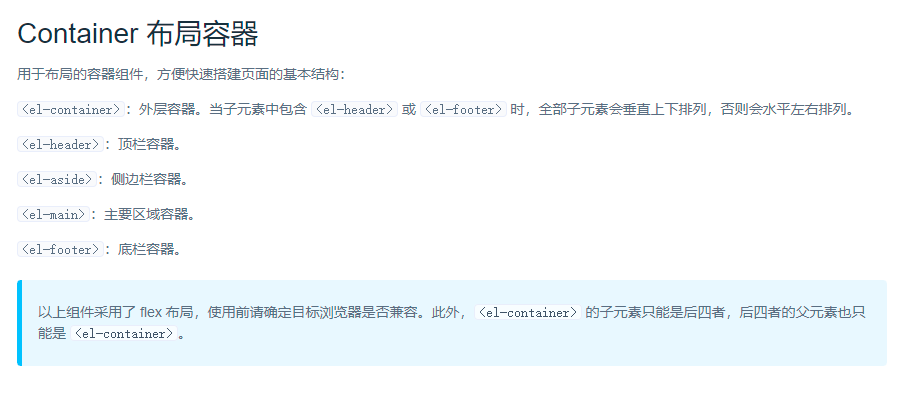 Container 布局容器
用于布局的容器组件，方便快速搭建页面的基本结构：
<el-container>：外层容器。当子元素中包含 <el-header> 或 <el-footer> 时，全部子元素会垂直上下排列，否则会水平左右排列。
<el-header>：顶栏容器。
<el-aside>：侧边栏容器。
<el-main>：主要区域容器。
<el-footer>：底栏容器。
以上组件采用了 flex 布局，使用前请确定目标浏览器是否兼容。此外， <el-container> 的子元素只能是后四者，后四者的父元素也只
能是 <el-container> 。